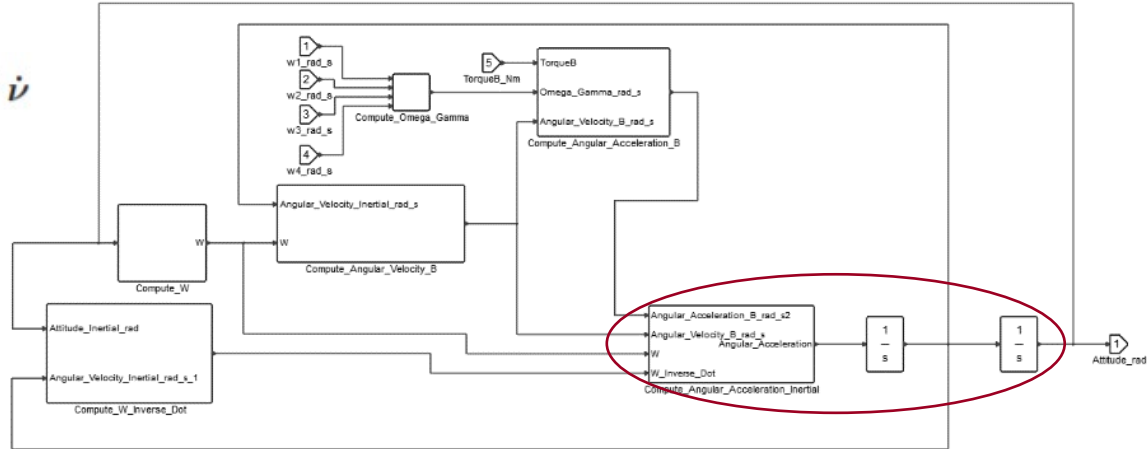 ν̇
1
w1_rad_s
2
w2_rad_s
3
w3_rad_s
4
w4_rad_s
Compute_Omega_Gamma
5
TorqueB_Nm
TorqueB
Omega_Gamma_rad_s
Angular_Velocity_B_rad_s
Compute_Angular_Acceleration_B
Angular_Velocity_Inertial_rad_s
W
Compute_Angular_Velocity_B
W
Compute_W
Attitude_Inertial_rad
Angular_Velocity_Inertial_rad_s_1
Compute_W_Inverse_Dot
Angular_Acceleration_B_rad_s2
Angular_Velocity_B_rad_s
Angular_Acceleration
W
W_Inverse_Dot
Compute_Angular_Acceleration_Inertial
1
s
1
s
1
Attitude_rad